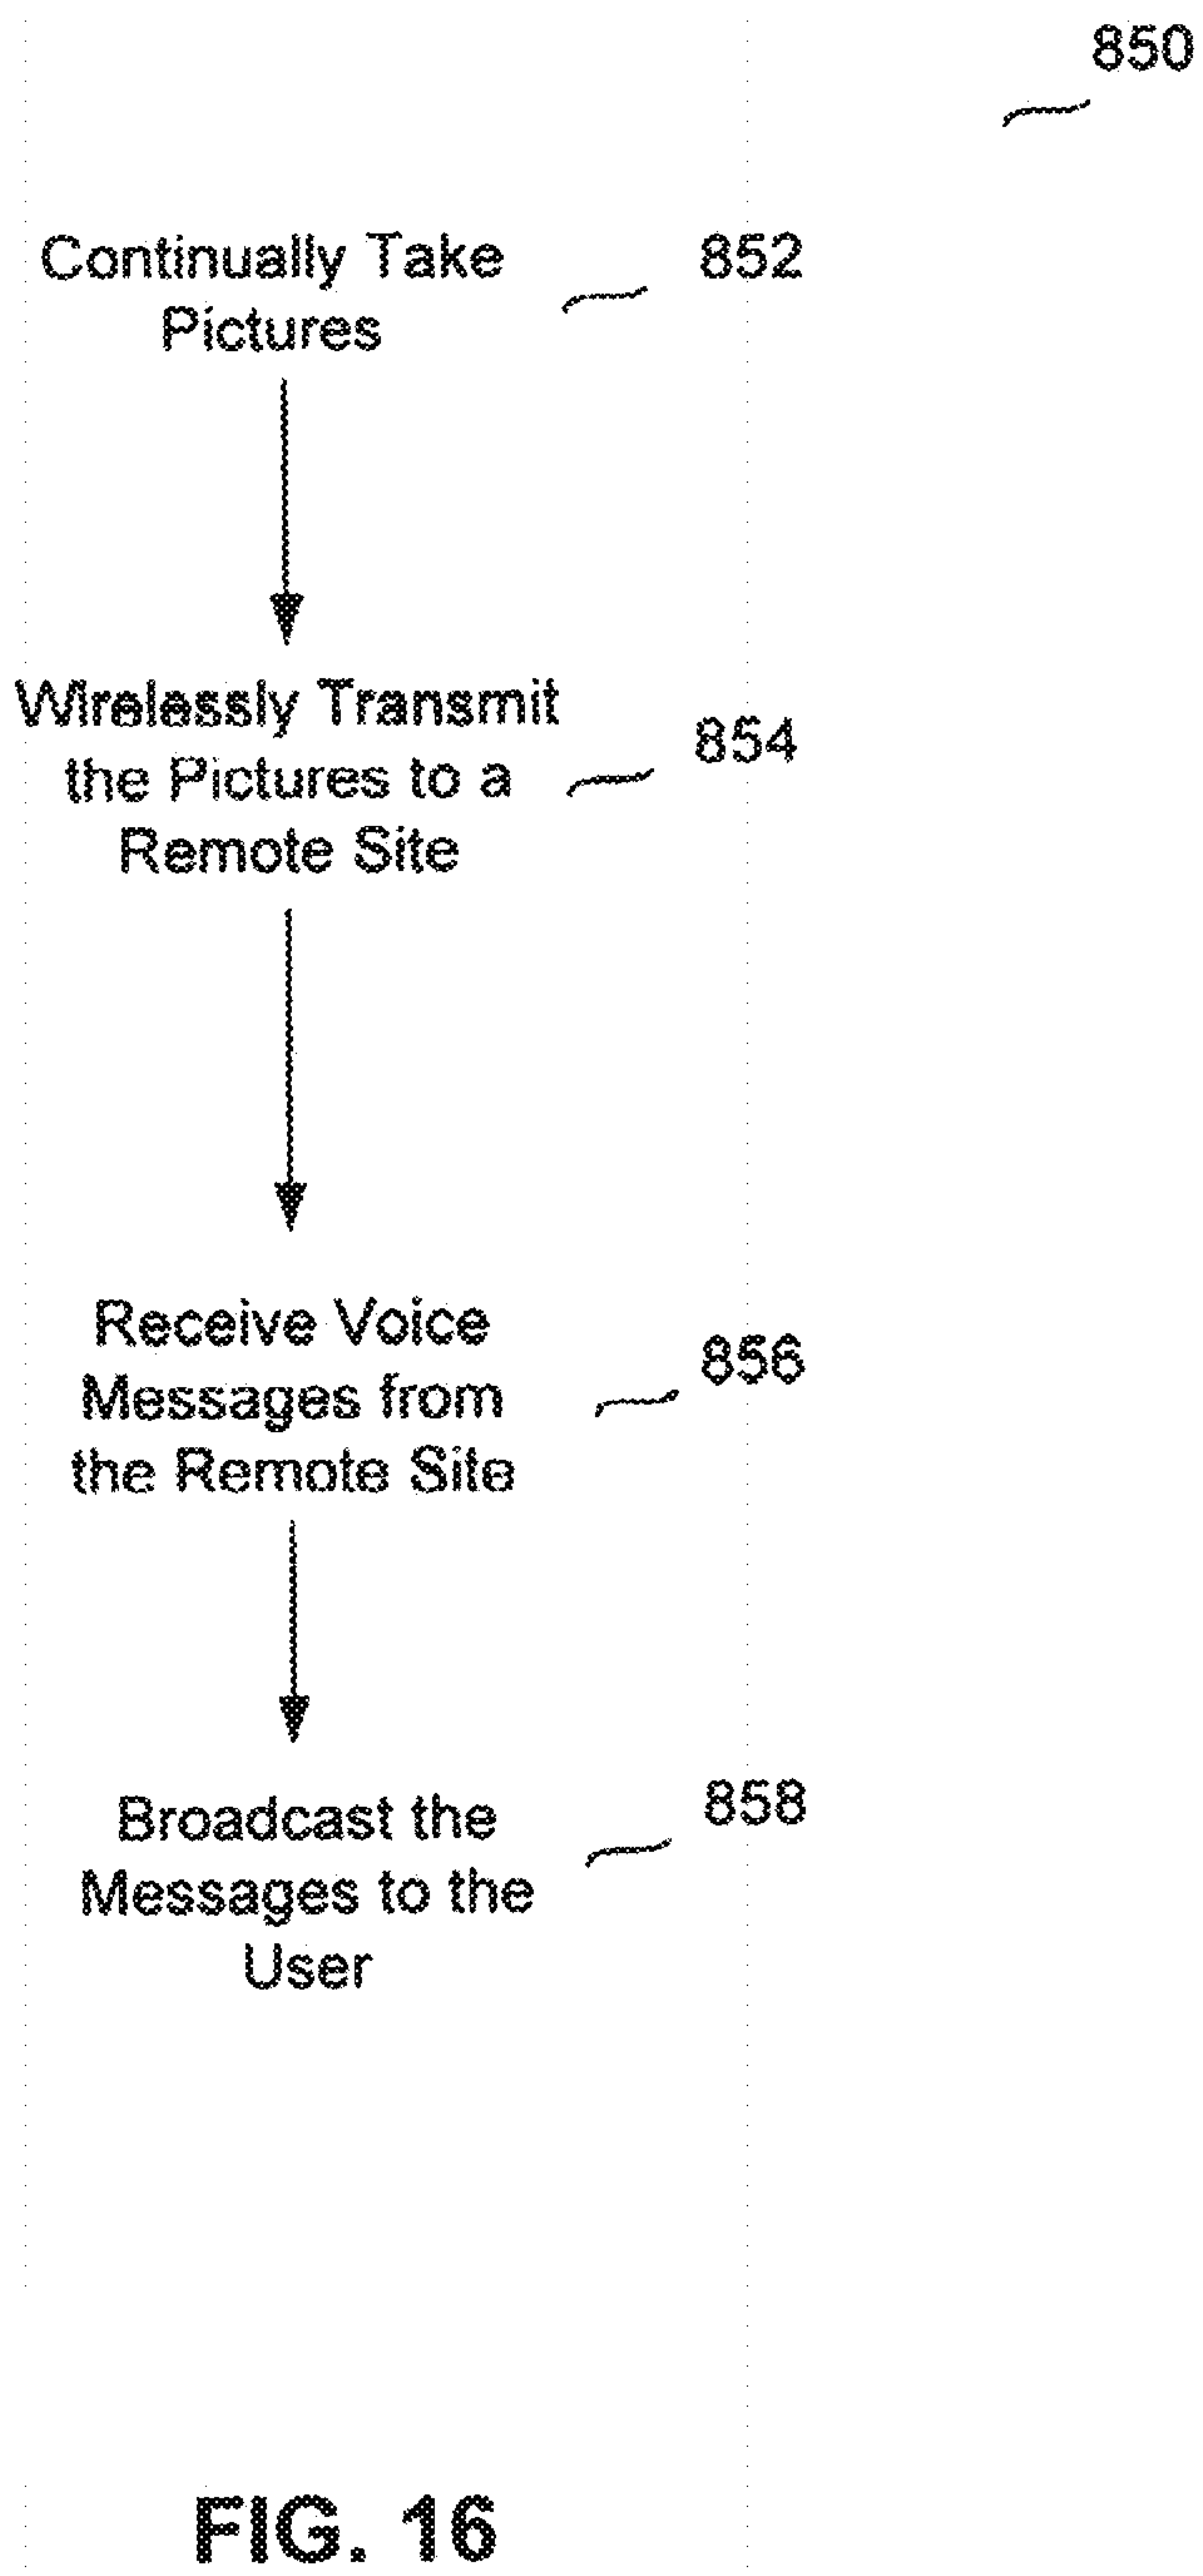 850
Continually Take
Pictures
852
Wirelessly Transmit
the Pictures to a
Remote Site
854
Receive Voice
Messages from
the Remote Site
856
Broadcast the
Messages to the
User
858
FIG. 16